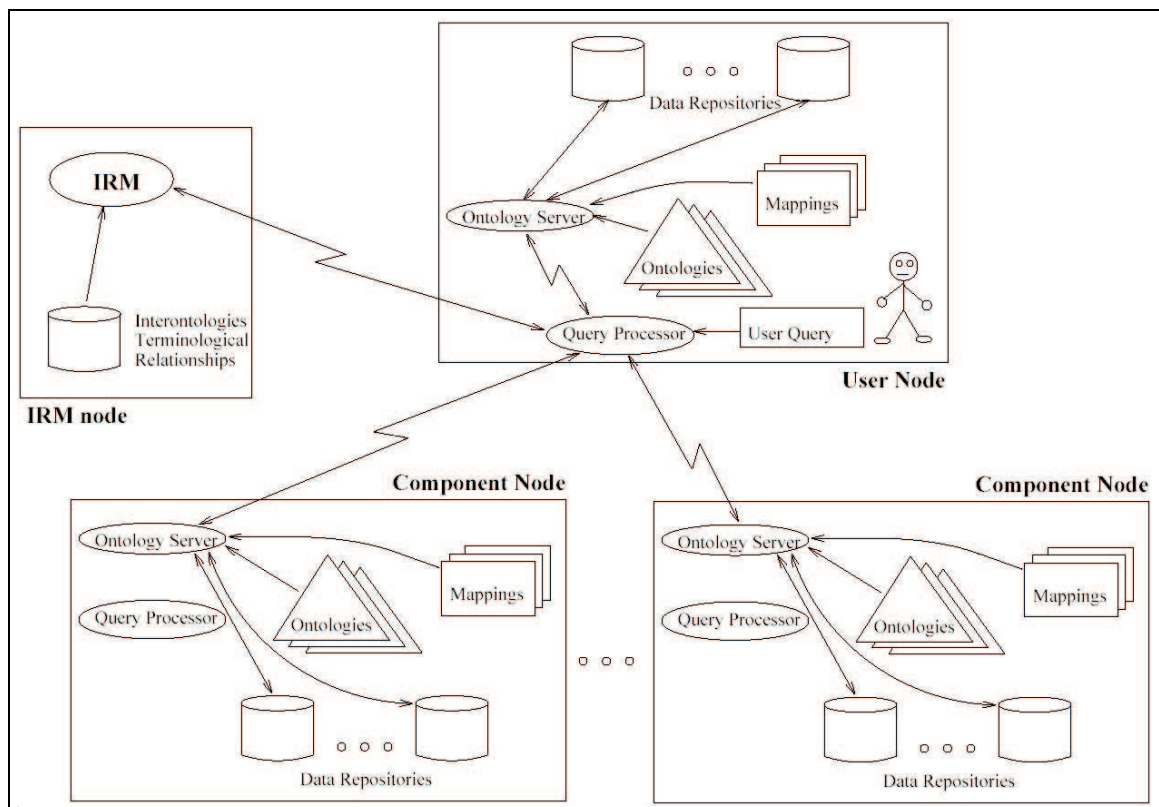 Data Repositories
IRM
Mappings
Ontology Server
Ontologies
Interontologies
Terminological
Relationships
Query Processor
User Query
User Node
IRM node
Component Node
Ontology Server
Mappings
Query Processor
Ontologies
Data Repositories
Component Node
Ontology Server
Mappings
Query Processor
Ontologies
Data Repositories